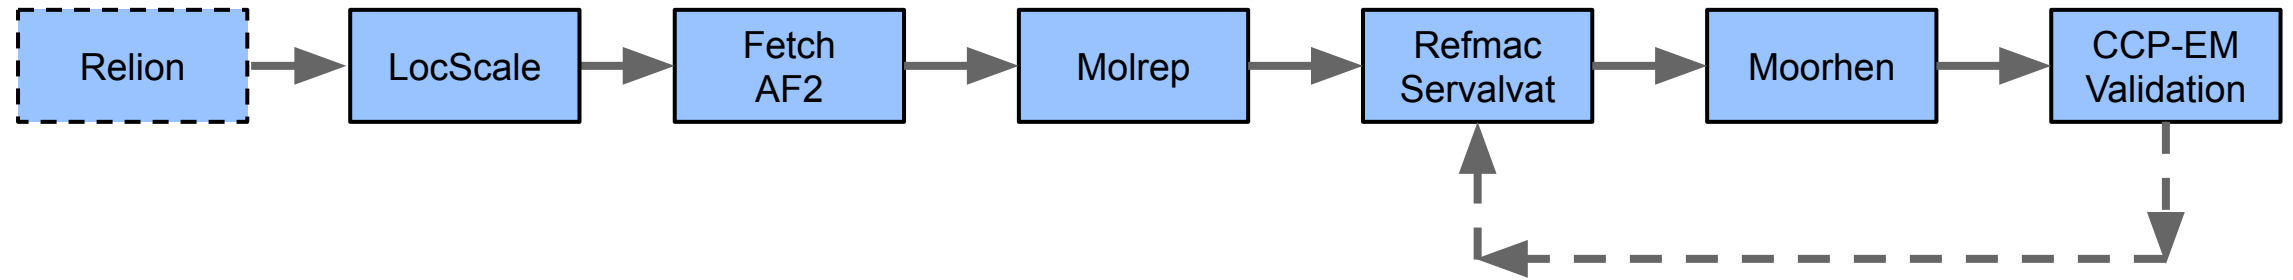 Relion
LocScale
Fetch
AF2
Molrep
Refmac
Servalvat
Moorhen
CCP-EM
Validation